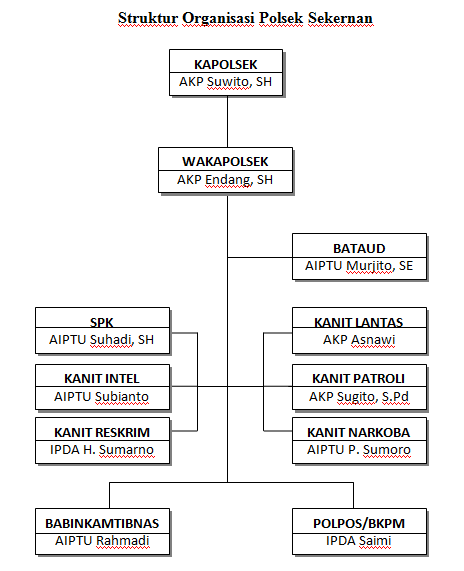 Struktur Organisasi Polsek Sekernan
KAPOLSEK
AKP Suwito, SH
WAKAPOLSEK
AKP Endang, SH
BATAUD
AIPTU Murjito, SE
SPK
AIPTU Suhadi, SH
KANIT LANTAS
AKP Asnawi
KANIT INTEL
AIPTU Subianto
KANIT PATROLI
AKP Sugito, S.Pd
KANIT RESKRIM
IPDA H. Sumarno
KANIT NARKOBA
AIPTU P. Sumoro
BABINKAMTIBNAS
AIPTU Rahmadi
POLPOS/BKPM
IPDA Saimi